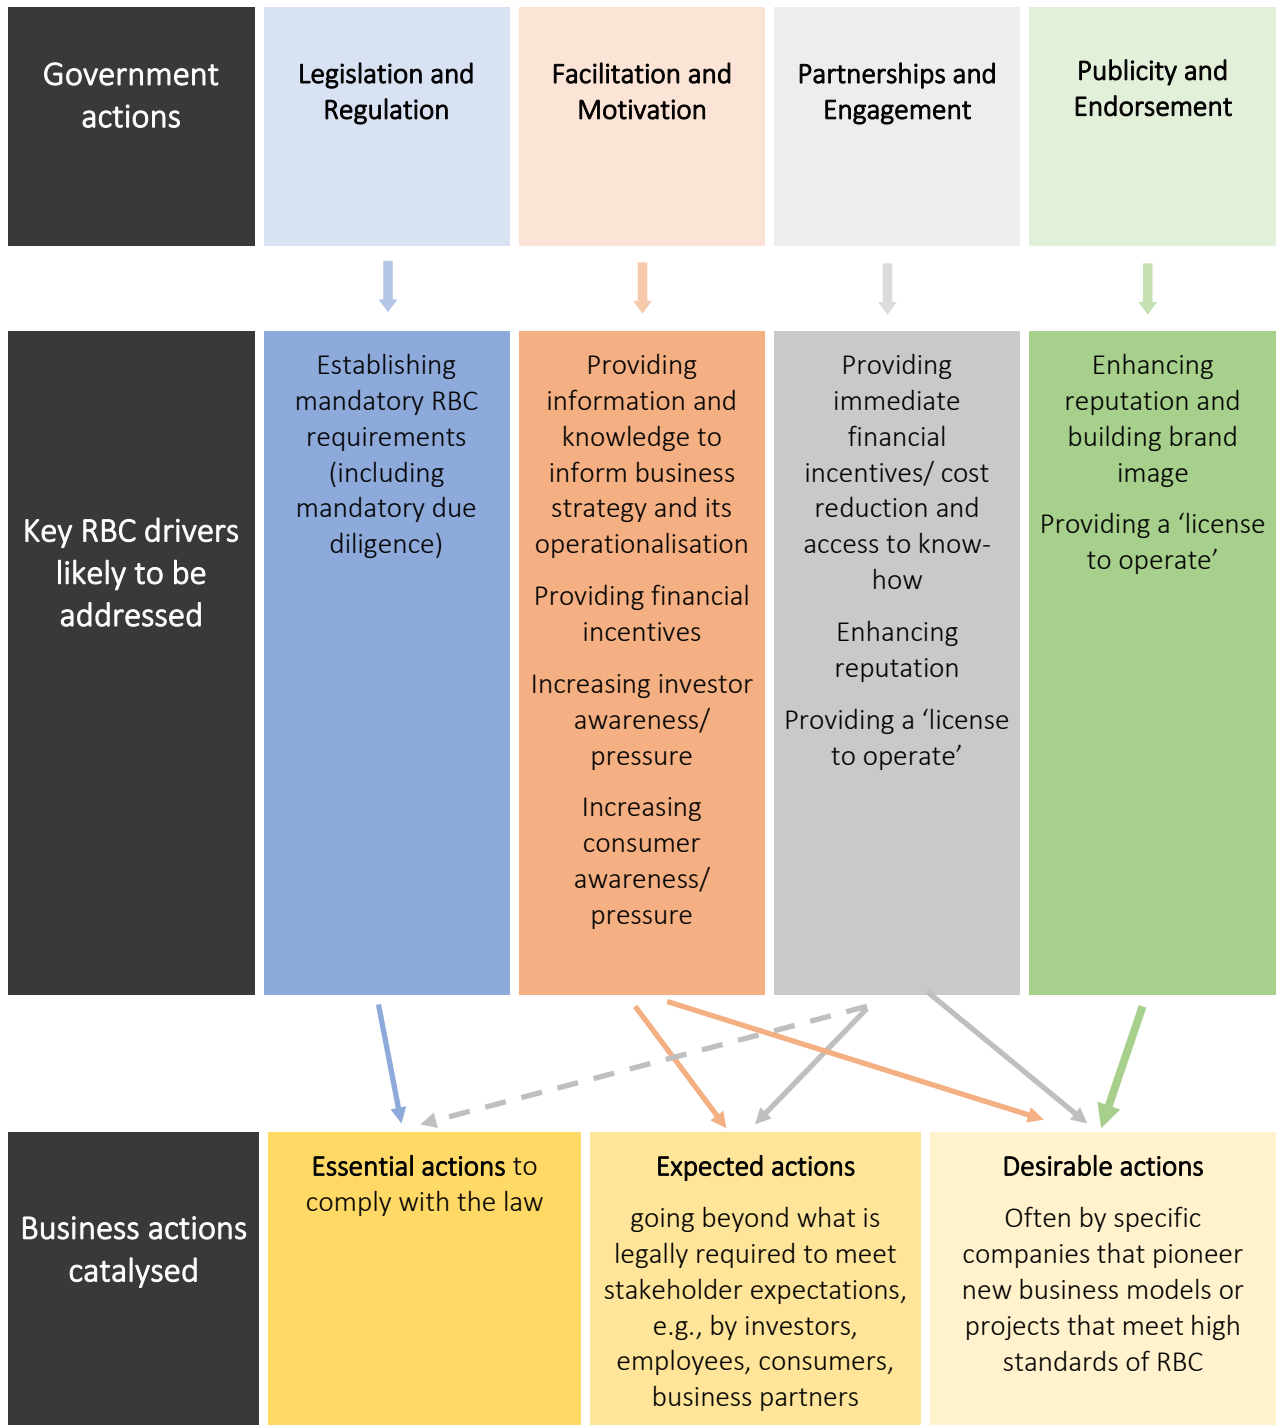 Government
actions
Legislation and
Regulation
Facilitation and
Motivation
Partnerships and
Engagement
Publicity and
Endorsement
Key RBC drivers
likely to be
addressed
Establishing
mandatory RBC
requirements
(including
mandatory due
diligence)
Providing
information and
knowledge to
inform business
strategy and its
operationalisation
Providing financial
incentives
Increasing investor
awareness/
pressure
Increasing
consumer
awareness/
pressure
Providing
immediate
financial
incentives/ cost
reduction and
access to know-
how
Enhancing
reputation
Providing a ‘license
to operate’
Enhancing
reputation and
building brand
image
Providing a ‘license
to operate’
Business actions
catalysed
Essential actions to
comply with the law
Expected actions
going beyond what is
legally required to meet
stakeholder expectations,
e.g., by investors,
employees, consumers,
business partners
Desirable actions
Often by specific
companies that pioneer
new business models or
projects that meet high
standards of RBC